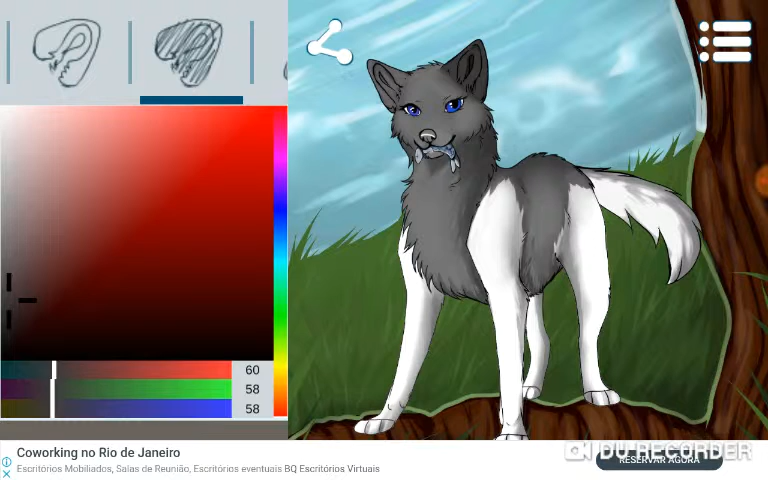 60
58
58
Coworking no Rio de Janeiro
Escritórios Mobiliados, Salas de Reunião, Escritórios eventuais BQ Escritórios Virtuais
DU RECORDER
RESERVAR AGORA